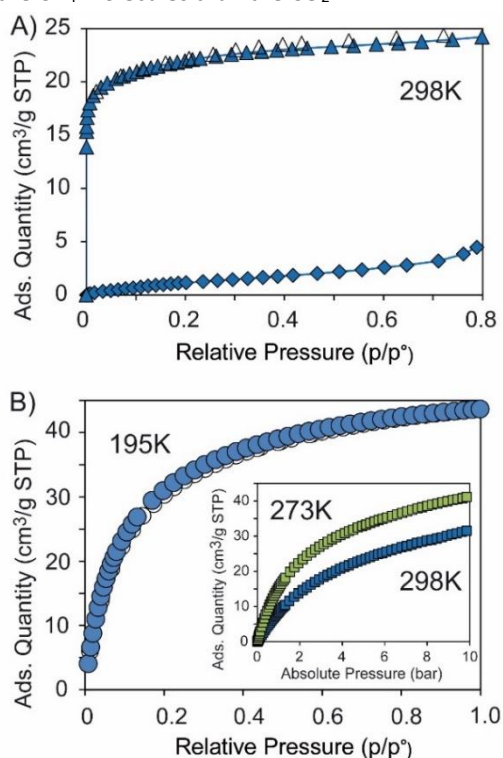 A)
25
20
15
10
5
0
0
0.2
0.4
0.6
0.8
298K
Ads. Quantity (cm³/g STP)
Relative Pressure (p/p°)
B)
40
30
20
10
0
0
0.2
0.4
0.6
0.8
1.0
195K
Ads. Quantity (cm³/g STP)
Relative Pressure (p/p°)
40
30
20
10
0
0
2
4
6
8
10
273K
298K
Ads. Quantity (cm³/g STP)
Absolute Pressure (bar)